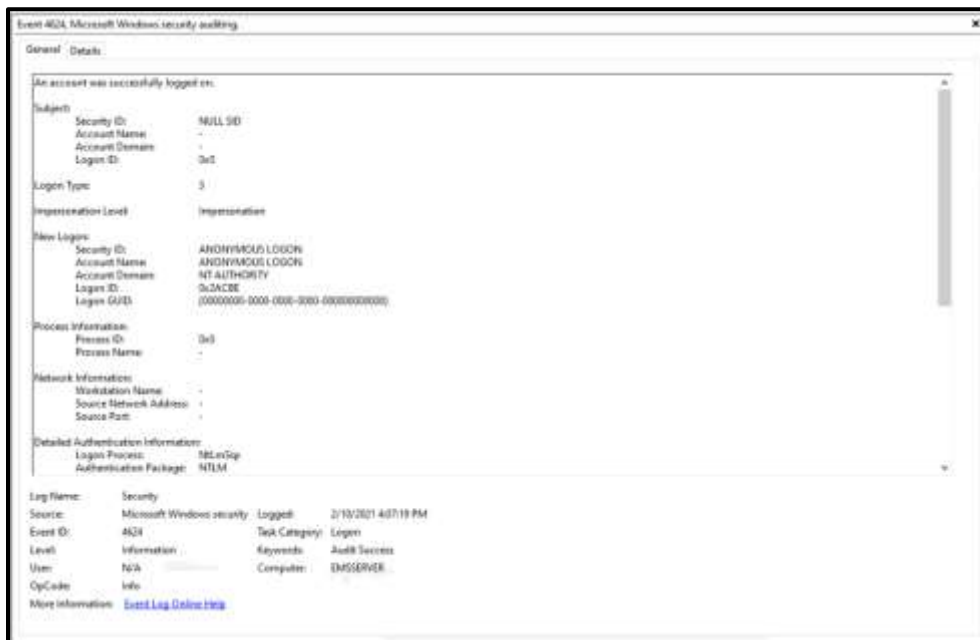 Event 4624, Microsoft Windows security auditing.
General Details
An account was successfully logged on.
Subject:
Security ID: NULL SID
Account Name: -
Account Domain: -
Logon ID: 0x0
Logon Type: 3
Impersonation Level: Impersonation
New Logon:
Security ID: ANONYMOUS LOGON
Account Name: ANONYMOUS LOGON
Account Domain: NT AUTHORITY
Logon ID:
Logon GUID: {00000000-0000-0000-0000-000000000000}
Process Information:
Process ID: 0x0
Process Name: -
Network Information:
Workstation Name: -
Source Network Address: -
Source Port: -
Detailed Authentication Information:
Logon Process: NtLmSsp
Authentication Package: NTLM
Log Name: Security
Source: Microsoft Windows security Logged: 2/10/2021 4:07:19 PM
Event ID: 4624 Task Category: Logon
Level: Information Keywords: Audit Success
User: N/A Computer: EMSSERVER
OpCode: Info
More Information: Event Log Online Help